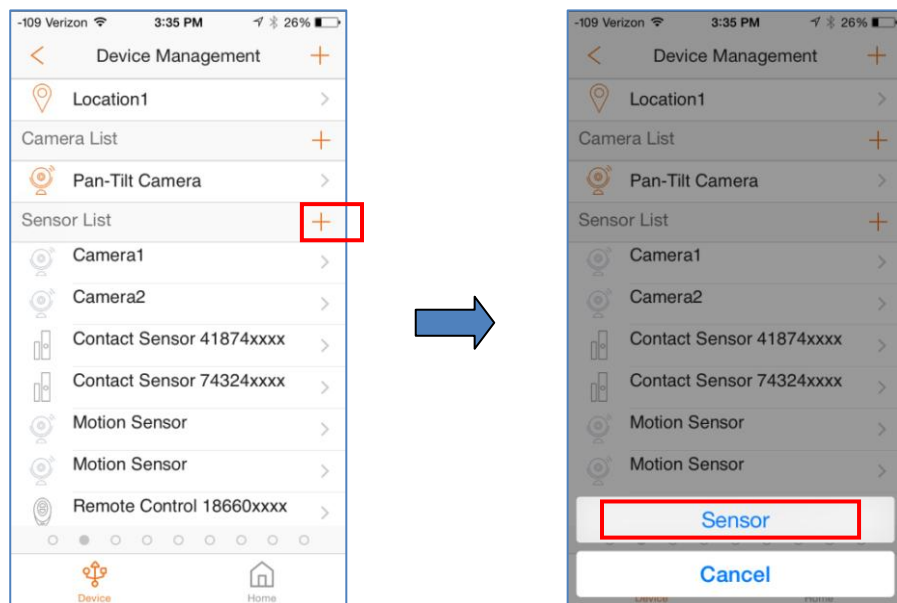 -109 Verizon 3:35 PM 26%
Device Management
Location1
Camera List
Pan-Tilt Camera
Sensor List
Camera1
Camera2
Contact Sensor 41874xxxx
Contact Sensor 74324xxxx
Motion Sensor
Motion Sensor
Remote Control 18660xxxx
Device Home
-109 Verizon 3:35 PM 26%
Device Management
Location1
Camera List
Pan-Tilt Camera
Sensor List
Camera1
Camera2
Contact Sensor 41874xxxx
Contact Sensor 74324xxxx
Motion Sensor
Motion Sensor
Sensor
Cancel
Device Home